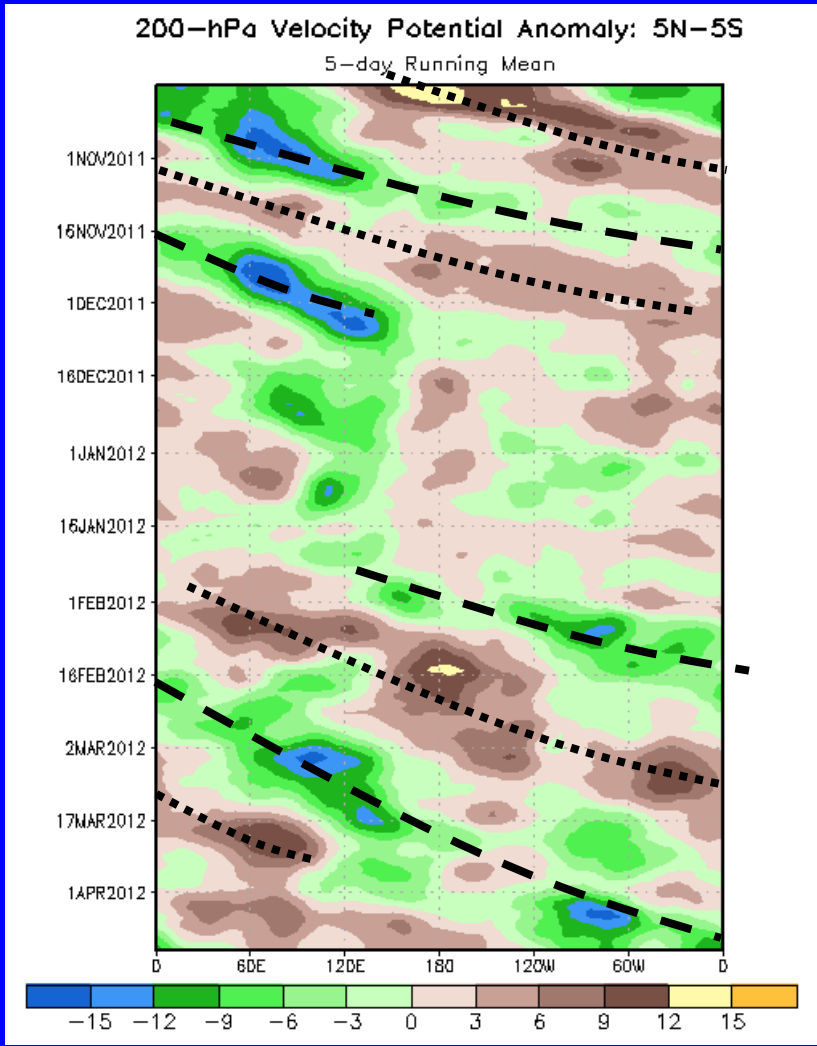 200-hPa Velocity Potential Anomaly: 5N-5S
5-day Running Mean
1NOV2011
16NOV2011
1DEC2011
16DEC2011
1JAN2012
16JAN2012
1FEB2012
16FEB2012
2MAR2012
17MAR2012
1APR2012
0 60E 120E 180 120W 60W 0
-15 -12 -9 -6 -3 0 3 6 9 12 15